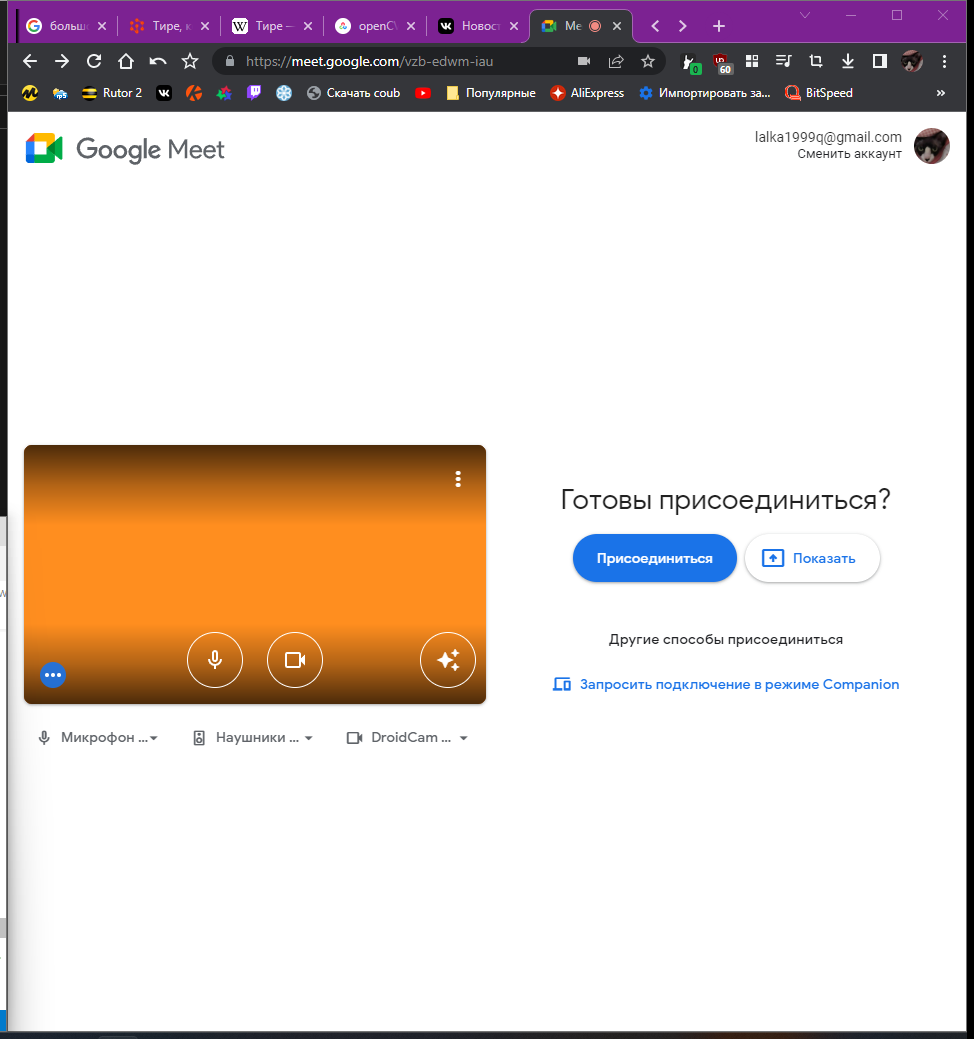 больш
Тире, к
Тире –
openCV
Новост
Me
https://meet.google.com/vzb-edwm-iau
0
60
Rutor 2
Скачать coub
Популярные
AliExpress
Импортировать за...
BitSpeed
»
Google Meet
lalka1999q@gmail.com
Сменить аккаунт
Готовы присоединиться?
Присоединиться
Показать
Другие способы присоединиться
Запросить подключение в режиме Companion
Микрофон ...
Наушники ...
DroidCam ...